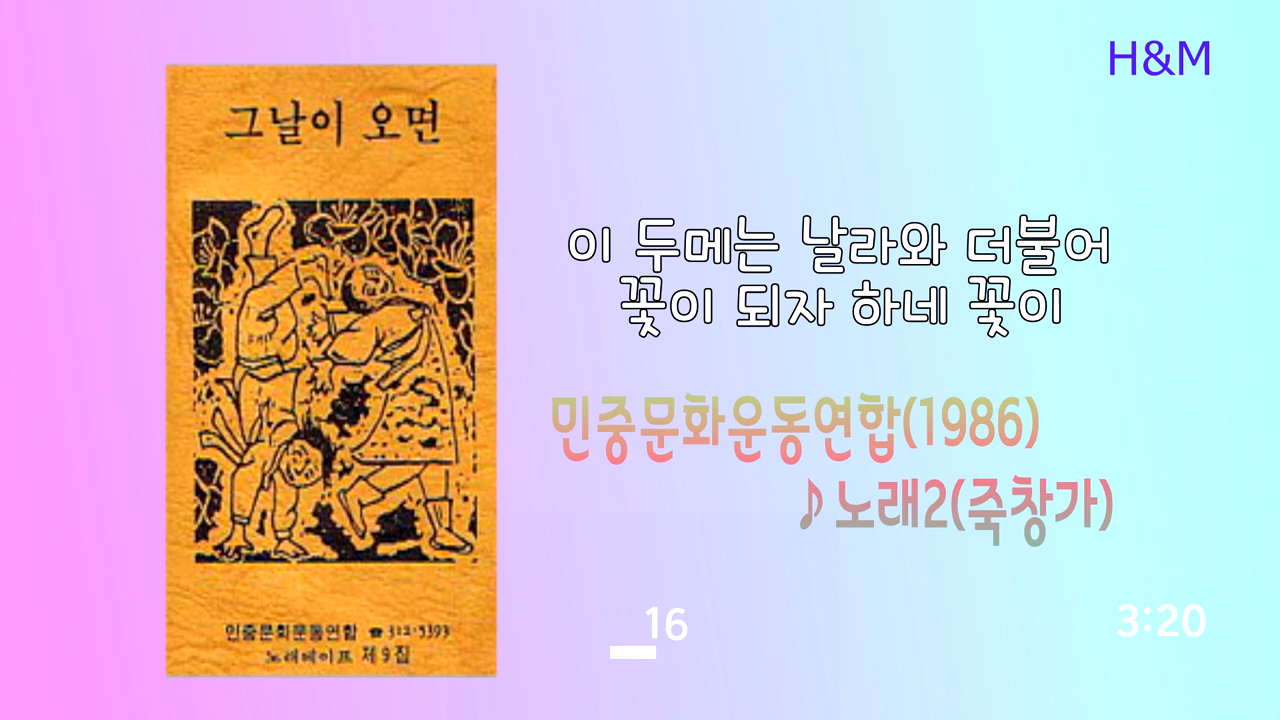 H&M
그날이 오면
이 두메는 날라와 더불어
꽃이 되자 하네 꽃이
민중문화운동연합(1986)
♪노래2(죽창가)
민중문화운동연합 ☎ 312·5393
노래테이프 제9집
16
3:20